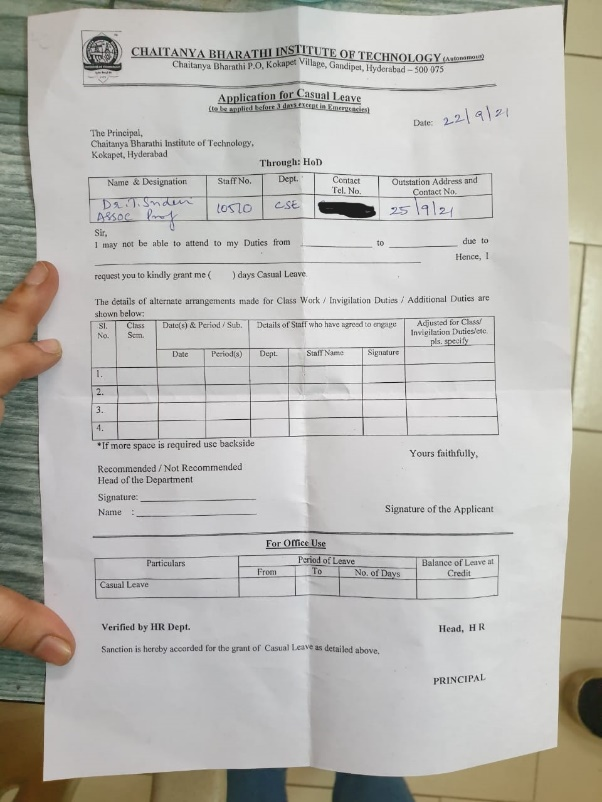 CHAITANYA BHARATHI INSTITUTE OF TECHNOLOGY (Autonomous)
Chaitanya Bharathi P.O, Kokapet Village, Gandipet, Hyderabad – 500 075
Application for Casual Leave
(to be applied before 3 days except in Emergencies)
Date: 22/9/21
The Principal,
Chaitanya Bharathi Institute of Technology,
Kokapet, Hyderabad
Through: HoD
Name & Designation Staff No. Dept. Contact Tel. No. Outstation Address and Contact No.
Dr. T. 10510 CSE 25/9/21
Assoc Prof
Sir,
I may not be able to attend to my Duties from to due to
Hence, I
request you to kindly grant me ( ) days Casual Leave.
The details of alternate arrangements made for Class Work / Invigilation Duties / Additional Duties are
shown below:
Sl. No. Class Sem. Date(s) & Period / Sub. Details of Staff who have agreed to engage Adjusted for Class/ Invigilation Duties/etc. pls. specify
Date Period(s) Dept. Staff Name Signature
1.
2.
3.
4.
*If more space is required use backside
Yours faithfully,
Recommended / Not Recommended
Head of the Department
Signature:
Name :
Signature of the Applicant
For Office Use
Particulars Period of Leave Balance of Leave at Credit
From To No. of Days
Casual Leave
Verified by HR Dept.
Head, H R
Sanction is hereby accorded for the grant of Casual Leave as detailed above.
PRINCIPAL